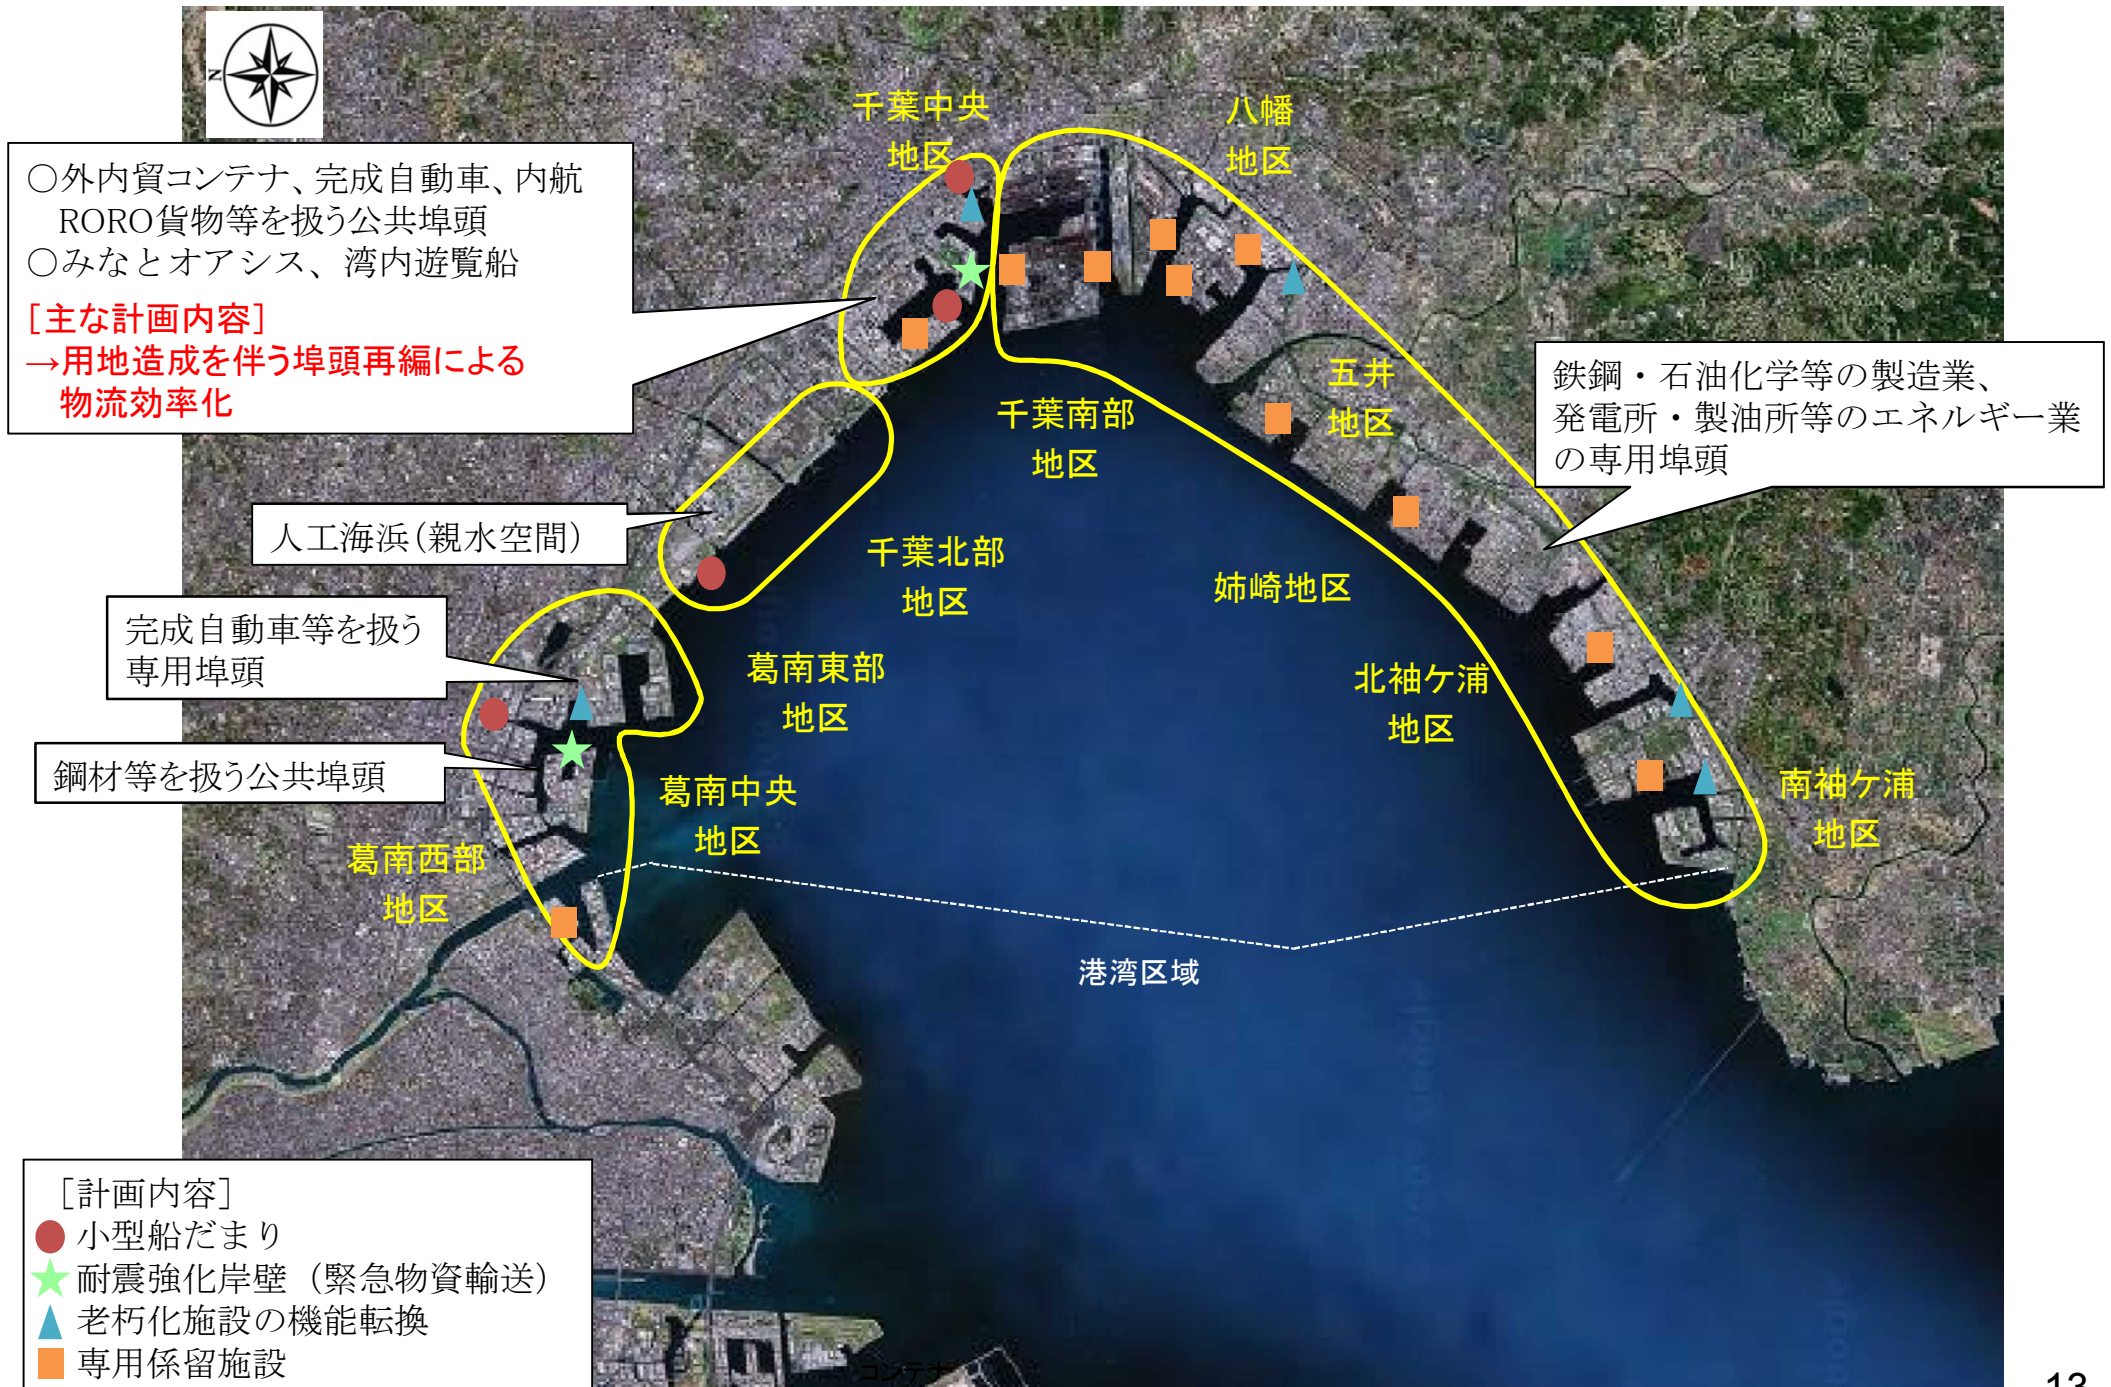 N
千葉中央
地区
八幡
地区
○外内貿コンテナ、完成自動車、内航
RORO貨物等を扱う公共埠頭
○みなとオアシス、湾内遊覧船
[主な計画内容]
→用地造成を伴う埠頭再編による
物流効率化
五井
地区
鉄鋼・石油化学等の製造業、
発電所・製油所等のエネルギー業
の専用埠頭
千葉南部
地区
人工海浜(親水空間)
千葉北部
地区
姉崎地区
完成自動車等を扱う
専用埠頭
葛南東部
地区
北袖ケ浦
地区
鋼材等を扱う公共埠頭
葛南中央
地区
南袖ケ浦
地区
葛南西部
地区
港湾区域
[計画内容]
小型船だまり
耐震強化岸壁（緊急物資輸送）
老朽化施設の機能転換
専用係留施設
コンテナ
13